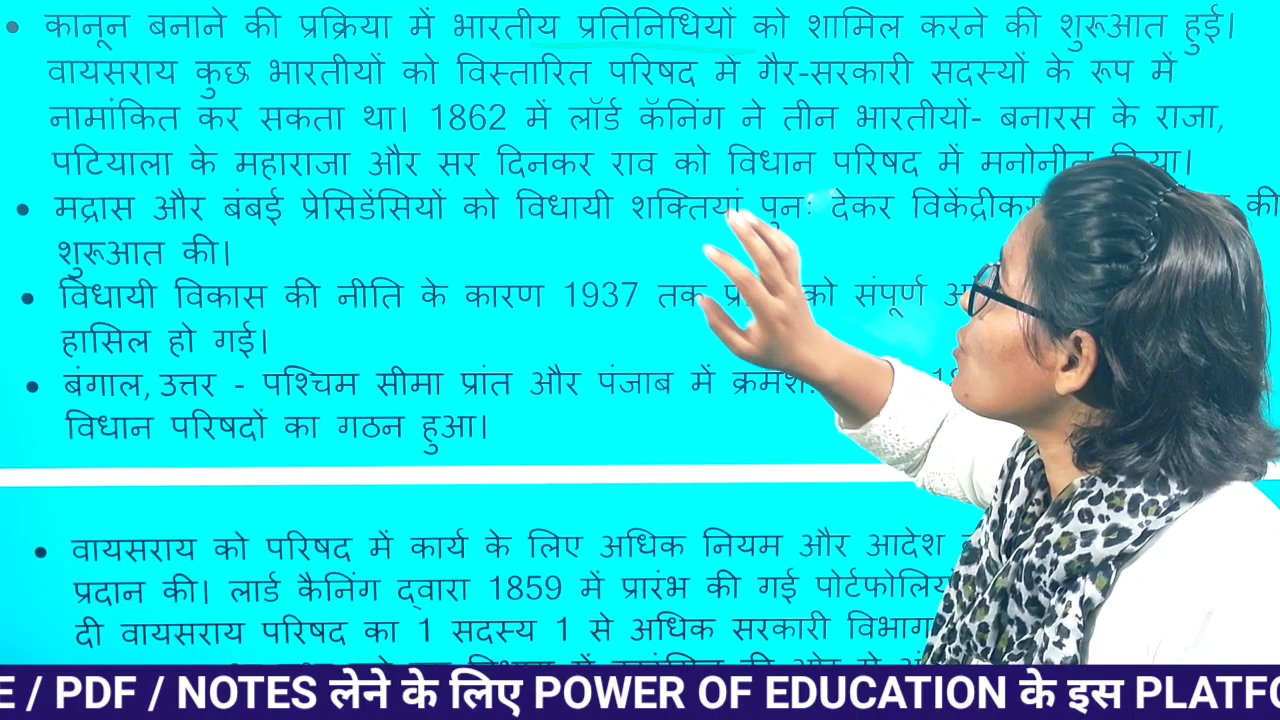 कानून बनाने की प्रक्रिया में भारतीय प्रतिनिधियों को शामिल करने की शुरूआत हुई।
वायसराय कुछ भारतीयों को विस्तारित परिषद में गैर-सरकारी सदस्यों के रूप में
नामांकित कर सकता था। 1862 में लॉर्ड कॅनिंग ने तीन भारतीयों- बनारस के राजा,
पटियाला के महाराजा और सर दिनकर राव को विधान परिषद में मनोनीत किया।
मद्रास और बंबई प्रेसिडेंसियों को विधायी शक्तियां पुनः देकर की
शुरूआत की।
विधायी विकास की नीति के कारण 1937 तक को संपूर्ण
हासिल हो गई।
बंगाल, उत्तर - पश्चिम सीमा प्रांत और पंजाब में
विधान परिषदों का गठन हुआ।
वायसराय को परिषद में कार्य के लिए अधिक नियम और आदेश
प्रदान की। लार्ड कैनिंग द्वारा 1859 में प्रारंभ की गई
दी वायसराय परिषद का 1 सदस्य 1 से अधिक सरकारी
E / PDF / NOTES लेने के लिए POWER OF EDUCATION के इस PLATFO